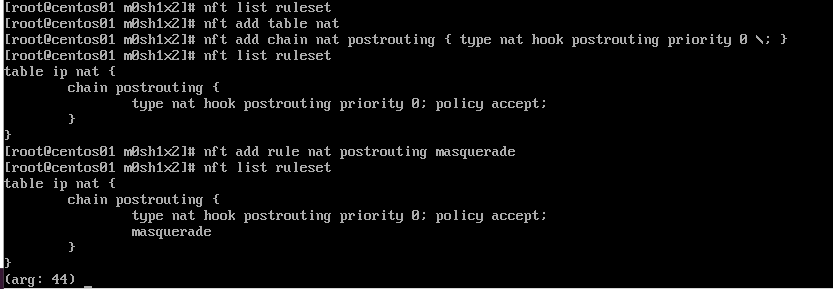 [root@centos01 m0sh1x2]# nft list ruleset
[root@centos01 m0sh1x2]# nft add table nat
[root@centos01 m0sh1x2]# nft add chain nat postrouting { type nat hook postrouting priority 0 \; }
[root@centos01 m0sh1x2]# nft list ruleset
table ip nat {
        chain postrouting {
                type nat hook postrouting priority 0; policy accept;
        }
}
[root@centos01 m0sh1x2]# nft add rule nat postrouting masquerade
[root@centos01 m0sh1x2]# nft list ruleset
table ip nat {
        chain postrouting {
                type nat hook postrouting priority 0; policy accept;
                masquerade
        }
}
(arg: 44) _